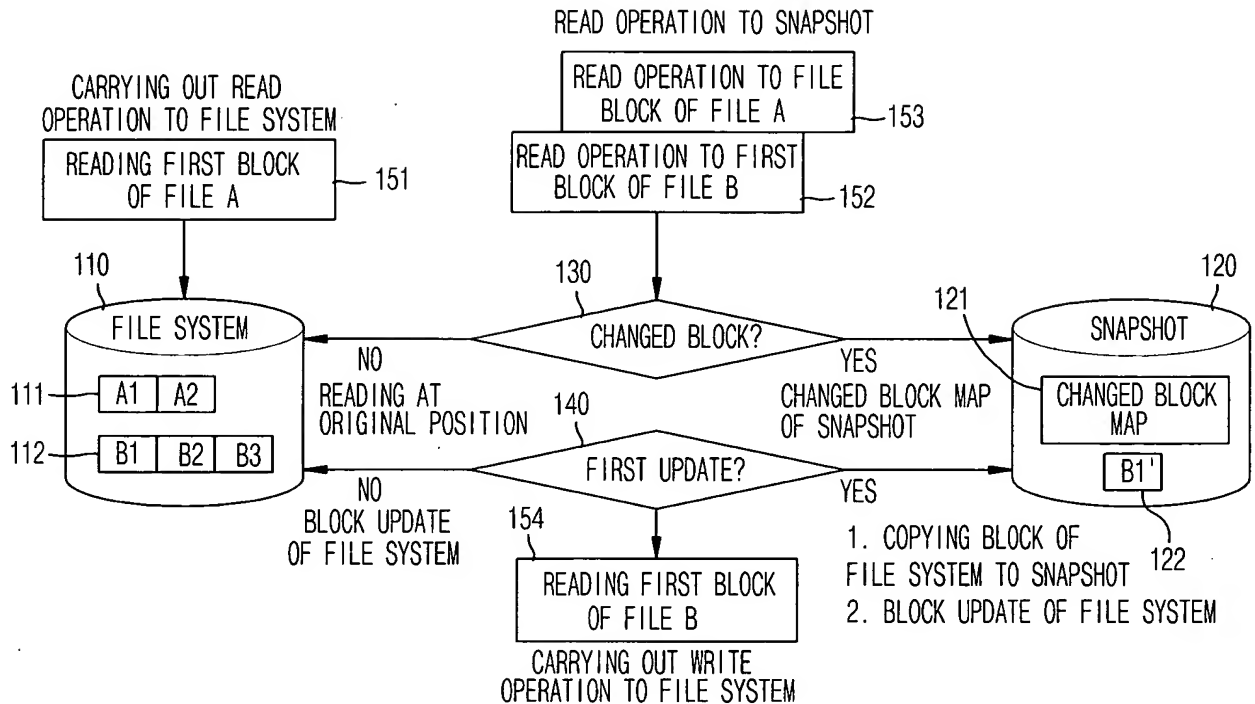 READ OPERATION TO SNAPSHOT
CARRYING OUT READ
OPERATION TO FILE SYSTEM
READING FIRST BLOCK
OF FILE A
151
READ OPERATION TO FILE
BLOCK OF FILE A
153
READ OPERATION TO FIRST
BLOCK OF FILE B
152
110
FILE SYSTEM
111
A1 A2
112
B1 B2 B3
130
CHANGED BLOCK?
NO
READING AT
ORIGINAL POSITION
YES
CHANGED BLOCK MAP
OF SNAPSHOT
120
SNAPSHOT
121
CHANGED BLOCK
MAP
B1'
122
140
FIRST UPDATE?
NO
BLOCK UPDATE
OF FILE SYSTEM
YES
1. COPYING BLOCK OF
FILE SYSTEM TO SNAPSHOT
2. BLOCK UPDATE OF FILE SYSTEM
154
READING FIRST BLOCK
OF FILE B
CARRYING OUT WRITE
OPERATION TO FILE SYSTEM